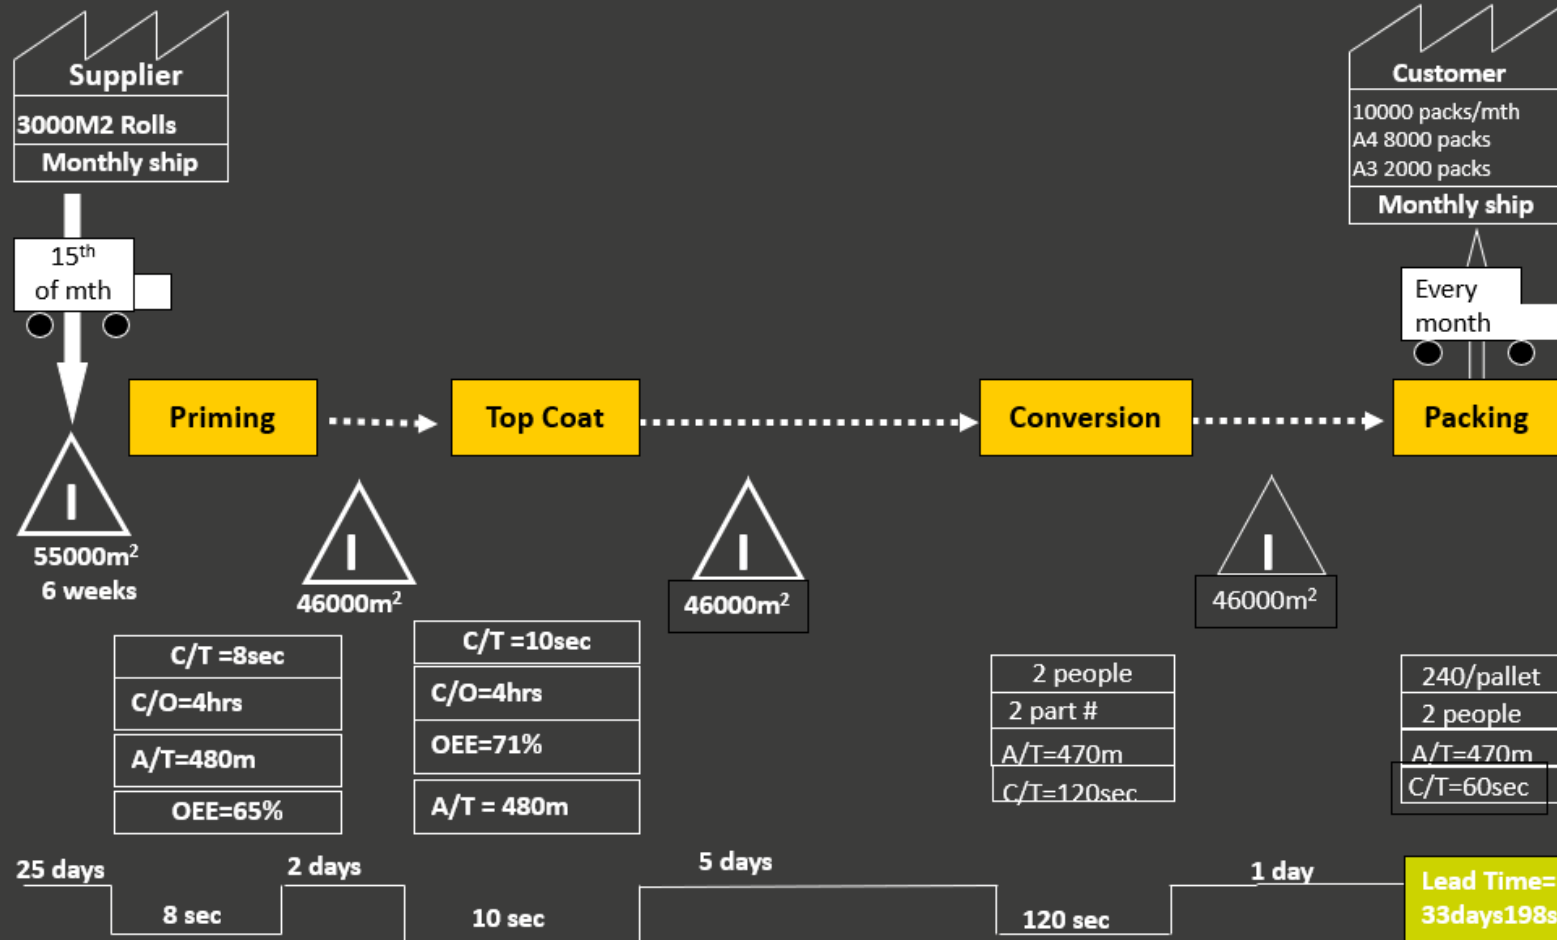 Supplier
3000M2 Rolls
Monthly ship
15th
of mth
Customer
10000 packs/mth
A4 8000 packs
A3 2000 packs
Monthly ship
Every
month
Priming
Top Coat
Conversion
Packing
I
55000m²
6 weeks
I
46000m²
I
46000m²
I
46000m²
C/T =8sec
C/O=4hrs
A/T=480m
OEE=65%
C/T =10sec
C/O=4hrs
OEE=71%
A/T = 480m
2 people
2 part #
A/T=470m
C/T=120sec
240/pallet
2 people
A/T=470m
C/T=60sec
25 days
8 sec
2 days
10 sec
5 days
120 sec
1 day
Lead Time=
33days198s